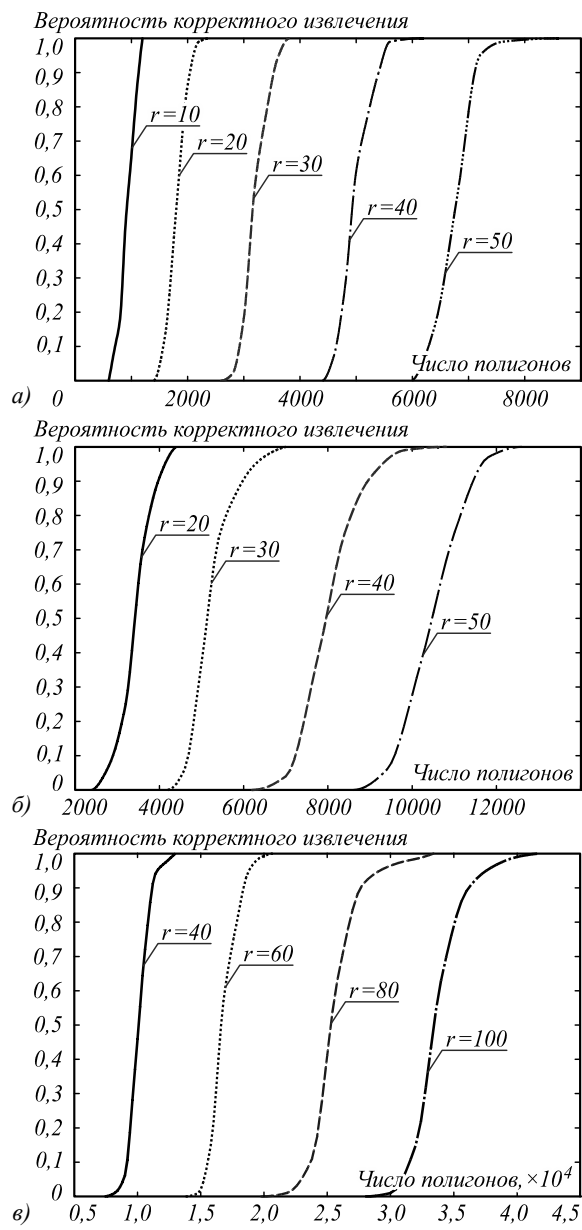 Вероятность корректного извлечения
1,0
0,9
0,8
0,7
0,6
0,5
0,4
0,3
0,2
0,1
r=10
r=20
r=30
r=40
r=50
Число полигонов
а) 0 2000 4000 6000 8000
Вероятность корректного извлечения
1,0
0,9
0,8
0,7
0,6
0,5
0,4
0,3
0,2
0,1
0
r=20
r=30
r=40
r=50
Число полигонов
б) 2000 4000 6000 8000 10000 12000
Вероятность корректного извлечения
1,0
0,9
0,8
0,7
0,6
0,5
0,4
0,3
0,2
0,1
0
r=40
r=60
r=80
r=100
Число полигонов, ×10⁴
в) 0,5 1,0 1,5 2,0 2,5 3,0 3,5 4,0 4,5